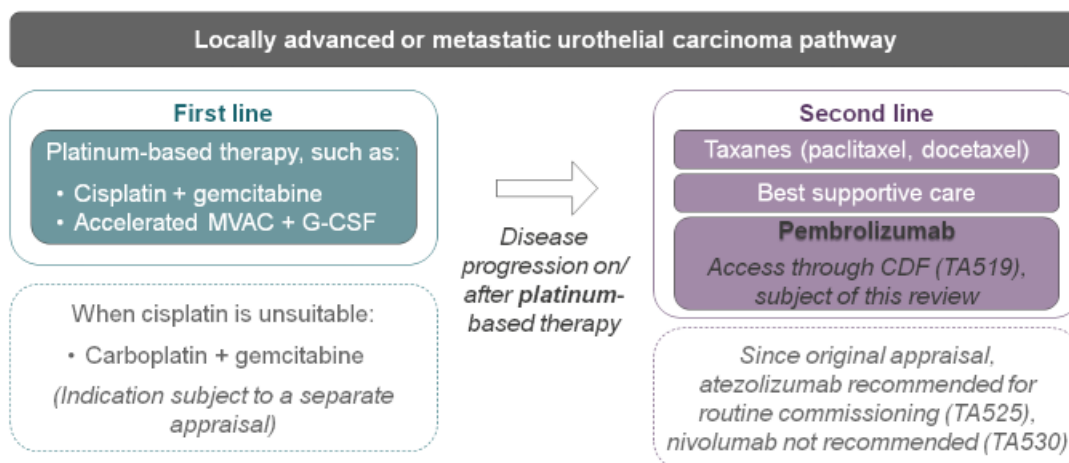 Locally advanced or metastatic urothelial carcinoma pathway
First line
Platinum-based therapy, such as:
• Cisplatin + gemcitabine
• Accelerated MVAC + G-CSF
When cisplatin is unsuitable:
• Carboplatin + gemcitabine
(Indication subject to a separate
appraisal)
Disease
progression on/
after platinum-
based therapy
Second line
Taxanes (paclitaxel, docetaxel)
Best supportive care
Pembrolizumab
Access through CDF (TA519),
subject of this review
Since original appraisal,
atezolizumab recommended for
routine commissioning (TA525),
nivolumab not recommended (TA530)